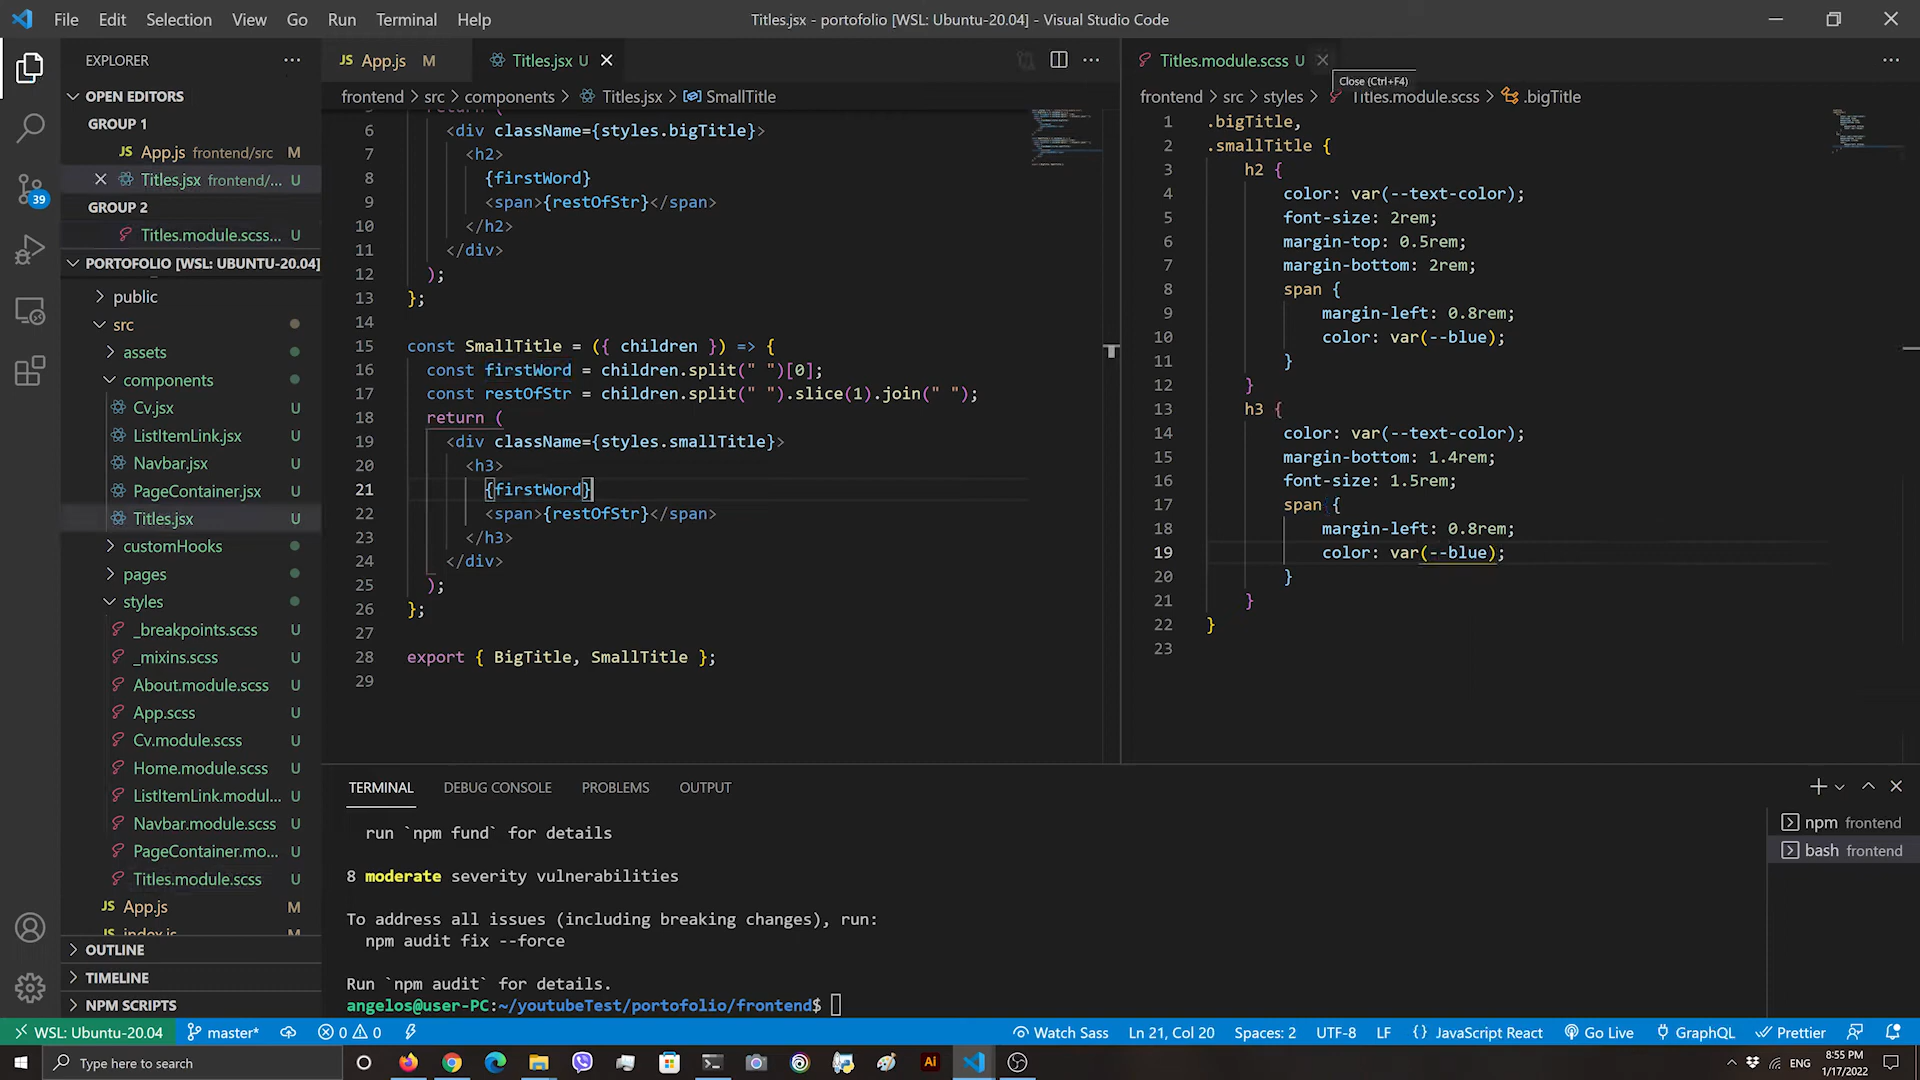 File Edit Selection View Go Run Terminal Help
Titles.jsx - portofolio [WSL: Ubuntu-20.04] - Visual Studio Code
EXPLORER
OPEN EDITORS
GROUP 1
JS App.js frontend/src M
Titles.jsx frontend/... U
GROUP 2
Titles.module.scss... U
PORTOFOLIO [WSL: UBUNTU-20.04]
public
src
assets
components
Cv.jsx U
ListItemLink.jsx U
Navbar.jsx U
PageContainer.jsx U
Titles.jsx U
customHooks
pages
styles
_breakpoints.scss U
_mixins.scss U
About.module.scss U
App.scss U
Cv.module.scss U
Home.module.scss U
ListItemLink.modul... U
Navbar.module.scss U
PageContainer.mo... U
Titles.module.scss U
JS App.js M
JS index.js M
OUTLINE
TIMELINE
NPM SCRIPTS
39
JS App.js M
Titles.jsx U
frontend > src > components > Titles.jsx > SmallTitle
6 <div className={styles.bigTitle}>
7 <h2>
8 {firstWord}
9 <span>{restOfStr}</span>
10 </h2>
11 </div>
12 );
13 };
14
15 const SmallTitle = ({ children }) => {
16 const firstWord = children.split(" ")[0];
17 const restOfStr = children.split(" ").slice(1).join(" ");
18 return (
19 <div className={styles.smallTitle}>
20 <h3>
21 {firstWord}
22 <span>{restOfStr}</span>
23 </h3>
24 </div>
25 );
26 };
27
28 export { BigTitle, SmallTitle };
29
Titles.module.scss U
Close (Ctrl+F4)
frontend > src > styles > Titles.module.scss > .bigTitle
1 .bigTitle,
2 .smallTitle {
3 h2 {
4 color: var(--text-color);
5 font-size: 2rem;
6 margin-top: 0.5rem;
7 margin-bottom: 2rem;
8 span {
9 margin-left: 0.8rem;
10 color: var(--blue);
11 }
12 }
13 h3 {
14 color: var(--text-color);
15 margin-bottom: 1.4rem;
16 font-size: 1.5rem;
17 span {
18 margin-left: 0.8rem;
19 color: var(--blue);
20 }
21 }
22 }
23
TERMINAL DEBUG CONSOLE PROBLEMS OUTPUT
run `npm fund` for details
8 moderate severity vulnerabilities
To address all issues (including breaking changes), run:
npm audit fix --force
Run `npm audit` for details.
angelos@user-PC:~/youtubeTest/portofolio/frontend$
npm frontend
bash frontend
WSL: Ubuntu-20.04 master* 0 0 Watch Sass Ln 21, Col 20 Spaces: 2 UTF-8 LF {} JavaScript React Go Live GraphQL Prettier
Type here to search
Ai
ENG
8:55 PM
1/17/2022